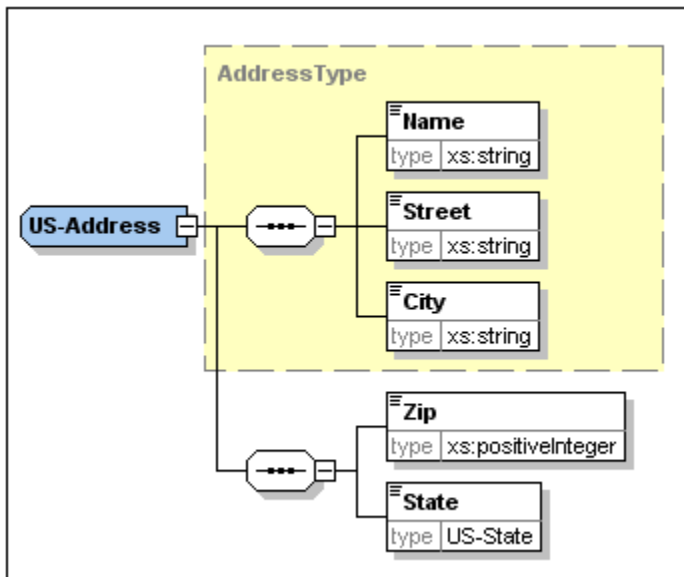 AddressType
Name
type xs:string
US-Address
Street
type xs:string
City
type xs:string
Zip
type xs:positiveInteger
State
type US-State